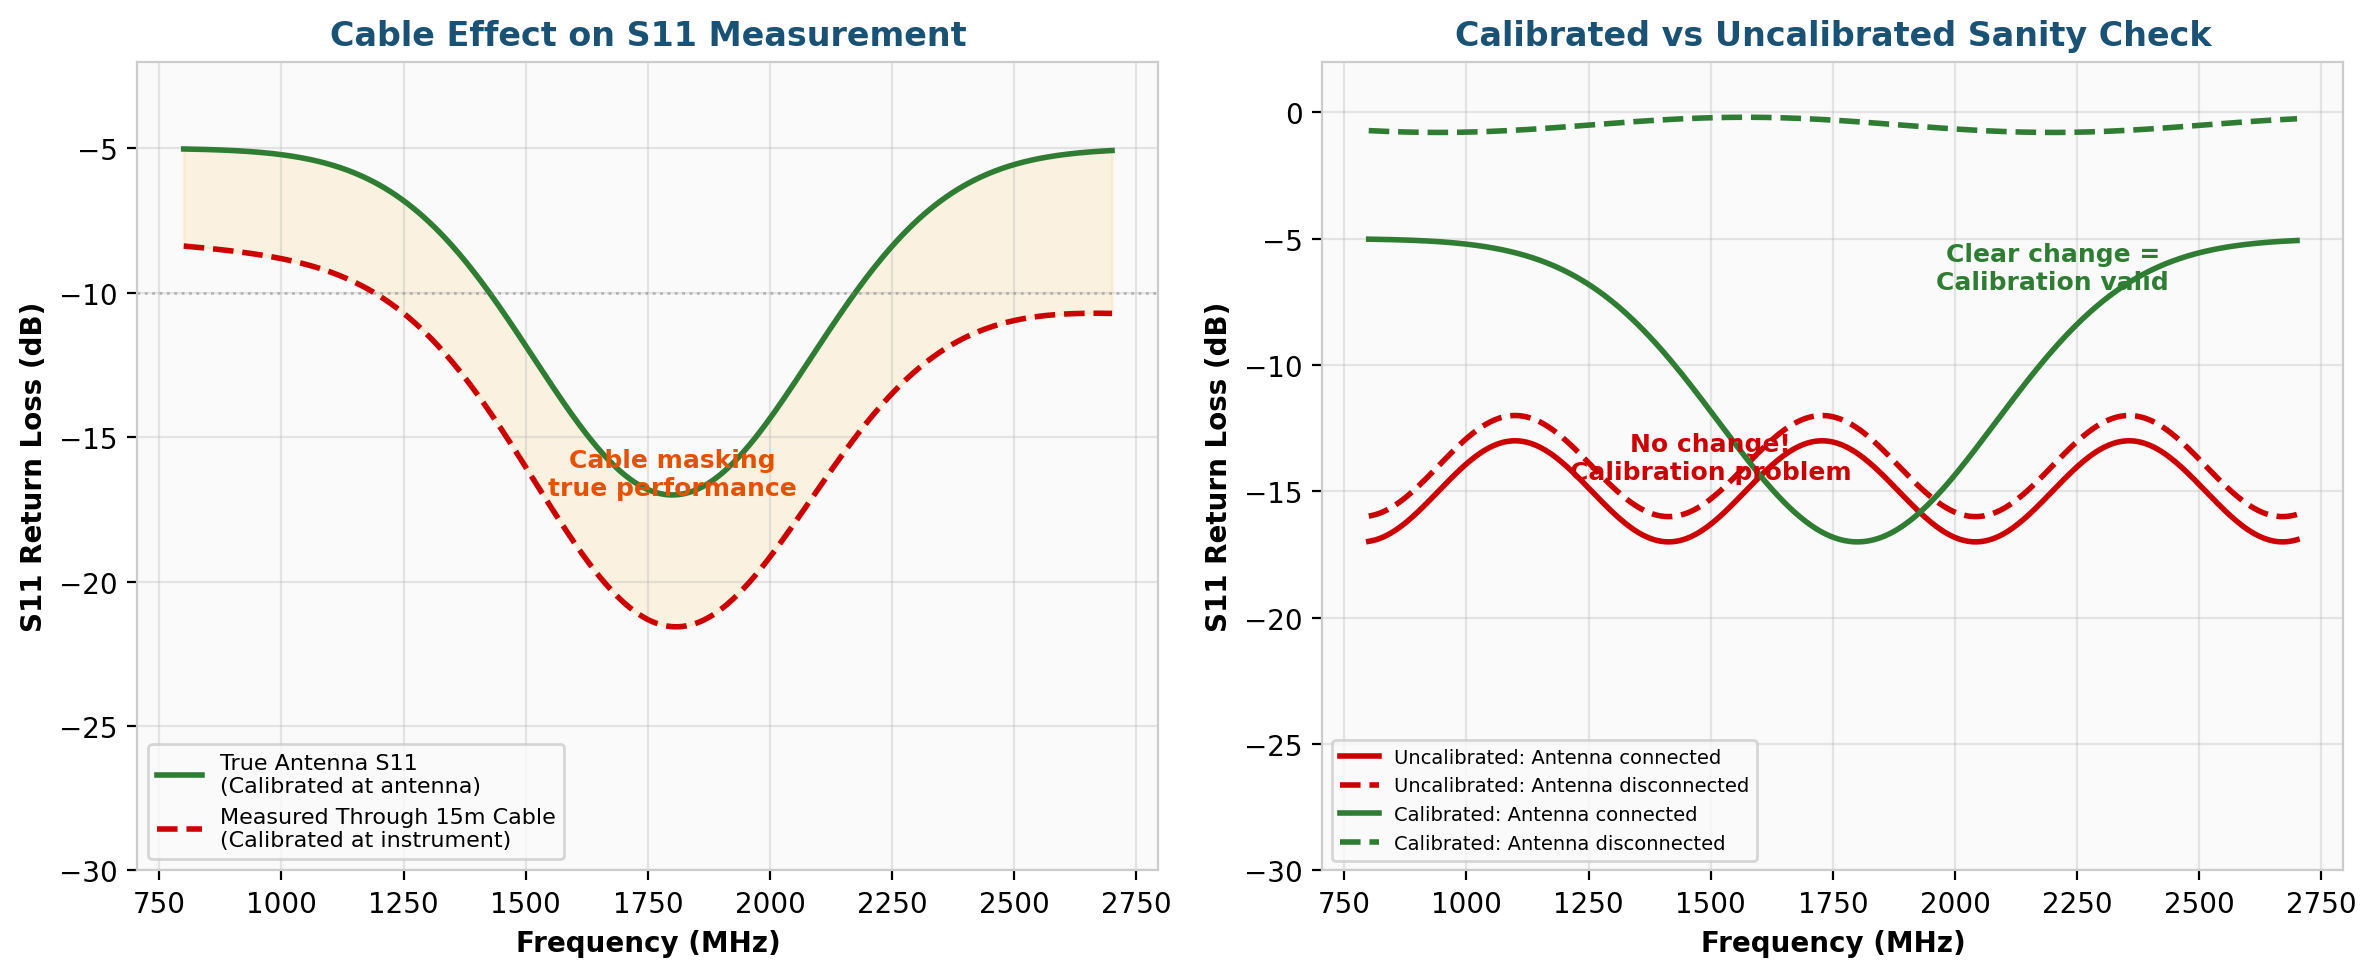 Cable Effect on S11 Measurement
S11 Return Loss (dB)
−5
−10
−15
−20
−25
−30
Cable masking
true performance
True Antenna S11
(Calibrated at antenna)
Measured Through 15m Cable
(Calibrated at instrument)
750 1000 1250 1500 1750 2000 2250 2500 2750
Frequency (MHz)
Calibrated vs Uncalibrated Sanity Check
S11 Return Loss (dB)
0
−5
−10
−15
−20
−25
−30
Clear change =
Calibration valid
No change!
Calibration problem
Uncalibrated: Antenna connected
Uncalibrated: Antenna disconnected
Calibrated: Antenna connected
Calibrated: Antenna disconnected
750 1000 1250 1500 1750 2000 2250 2500 2750
Frequency (MHz)